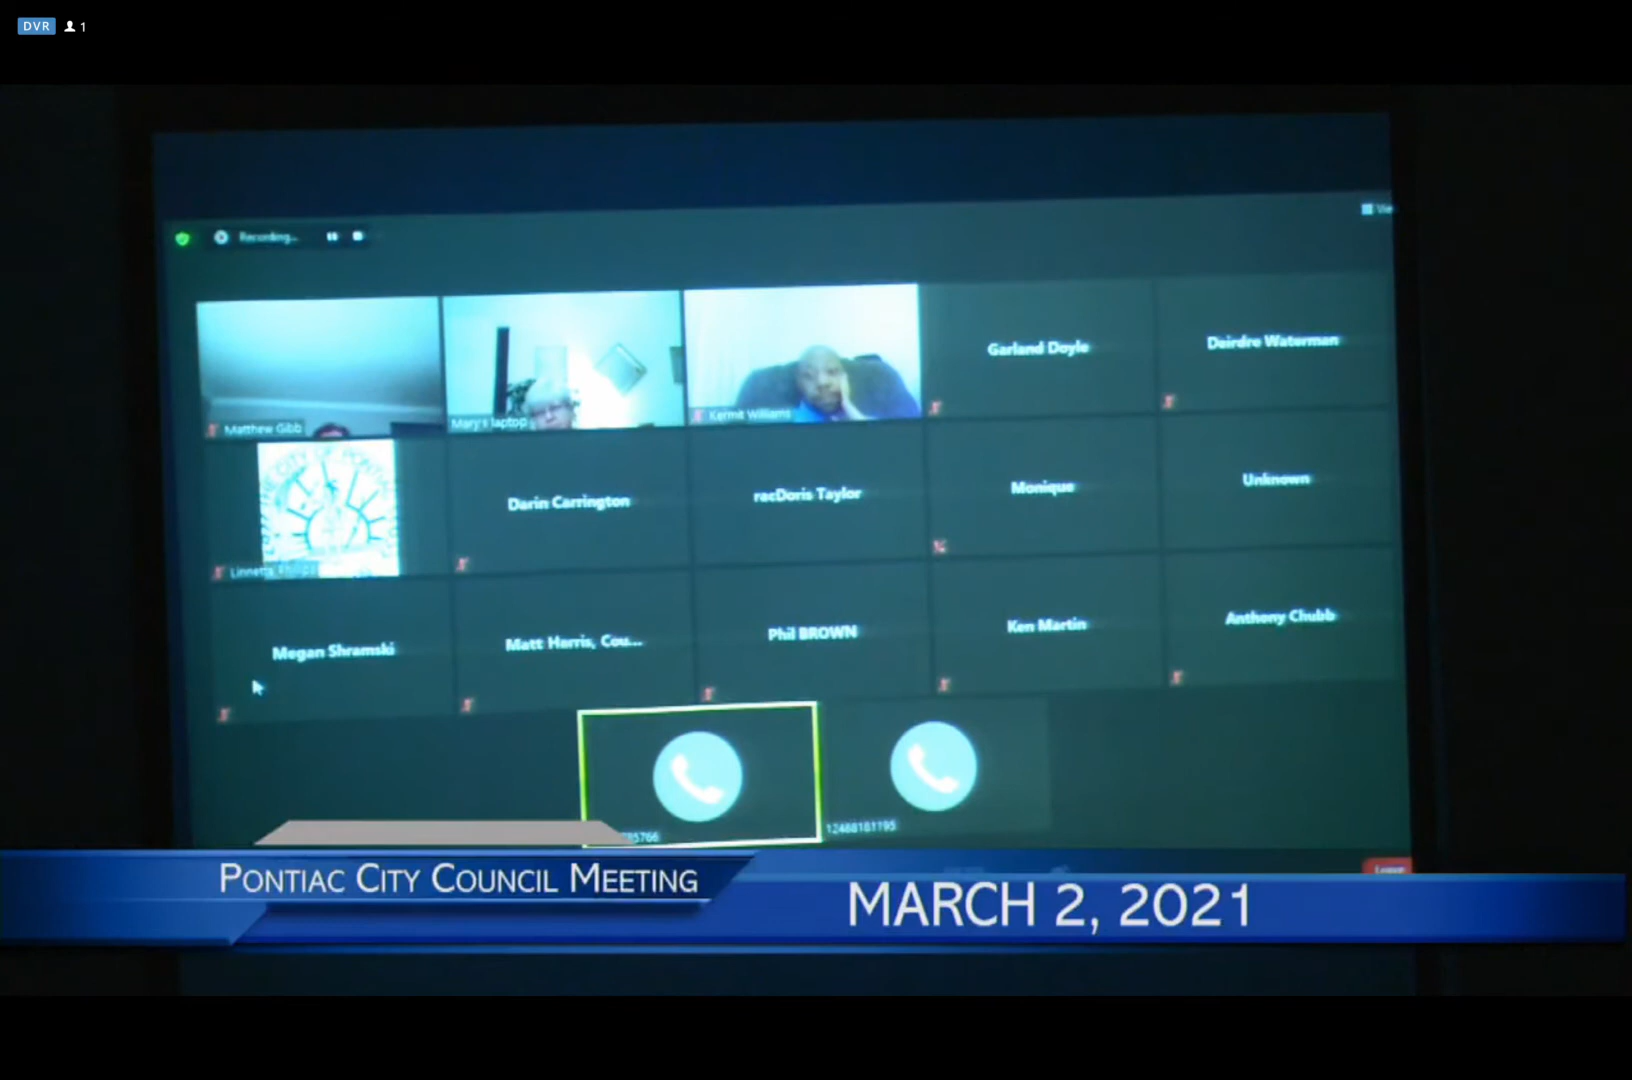 DVR 1
Recording...
Matthew Gibb
Mary's laptop
Kermit Williams
Garland Doyle
Deirdre Waterman
Darin Carrington
racDoris Taylor
Monique
Unknown
Megan Shramski
Matt Harris, Cou...
Phil BROWN
Ken Martin
Anthony Chubb
12488181195
PONTIAC CITY COUNCIL MEETING
MARCH 2, 2021